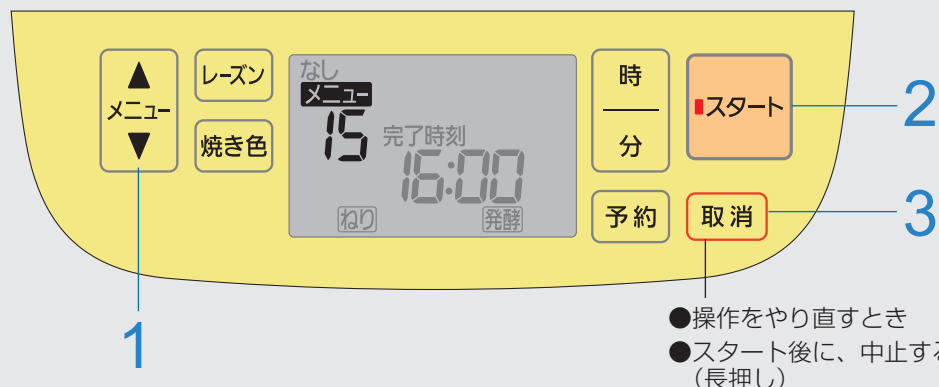 ▲
メニュー
▼
レーズン
焼き色
なし
メニュー
15
完了時刻
16:00
ねり
発酵
時
分
予約
スタート
取消
1
2
3
●操作をやり直すとき
●スタート後に、中止する
（長押し）